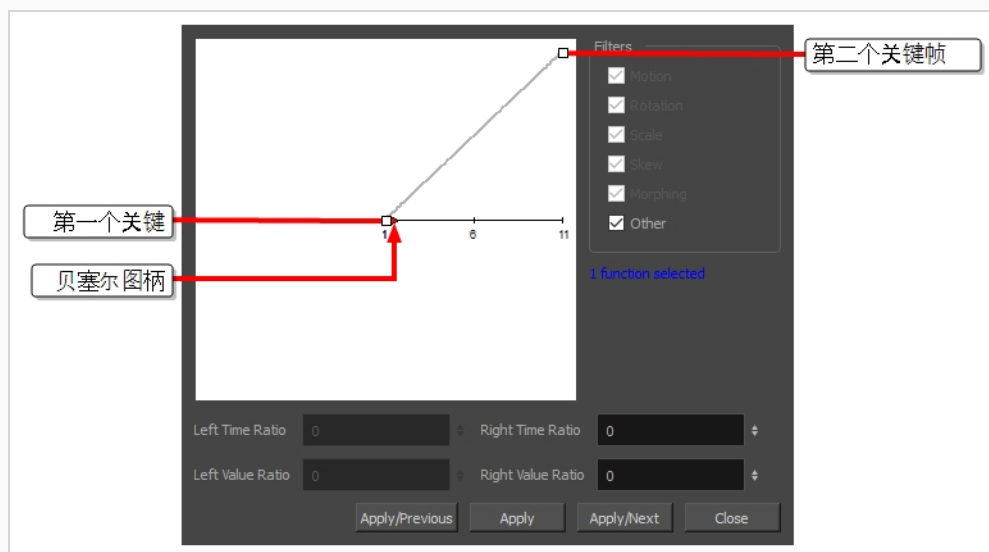 Filters
第二个关键帧
Motion
Rotation
Scale
Skew
Morphing
Other
第一个关键
1
6
11
贝塞尔图柄
1 function selected
Left Time Ratio
0
Right Time Ratio
0
Left Value Ratio
0
Right Value Ratio
0
Apply/Previous
Apply
Apply/Next
Close